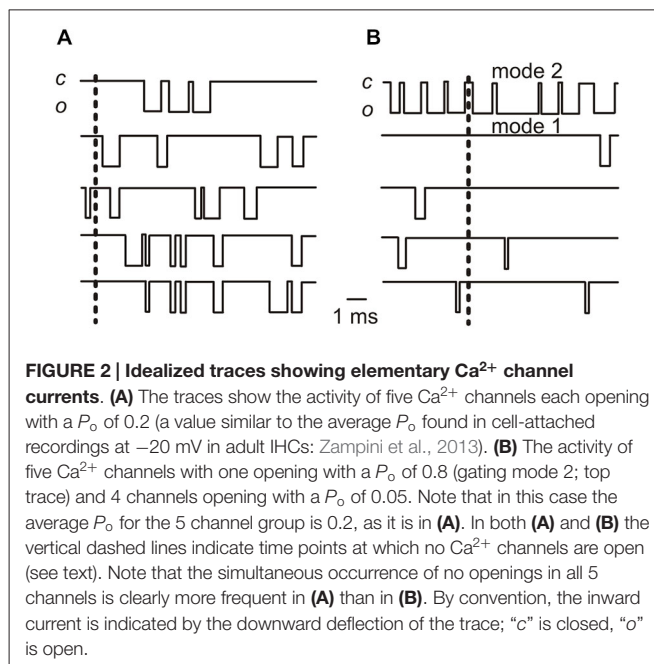 A
B
c
o
c
o
mode 2
mode 1
1 ms
FIGURE 2 | Idealized traces showing elementary Ca2+ channel
currents. (A) The traces show the activity of five Ca2+ channels each opening
with a Po of 0.2 (a value similar to the average Po found in cell-attached
recordings at −20 mV in adult IHCs: Zampini et al., 2013). (B) The activity of
five Ca2+ channels with one opening with a Po of 0.8 (gating mode 2; top
trace) and 4 channels opening with a Po of 0.05. Note that in this case the
average Po for the 5 channel group is 0.2, as it is in (A). In both (A) and (B) the
vertical dashed lines indicate time points at which no Ca2+ channels are open
(see text). Note that the simultaneous occurrence of no openings in all 5
channels is clearly more frequent in (A) than in (B). By convention, the inward
current is indicated by the downward deflection of the trace; “c” is closed, “o”
is open.